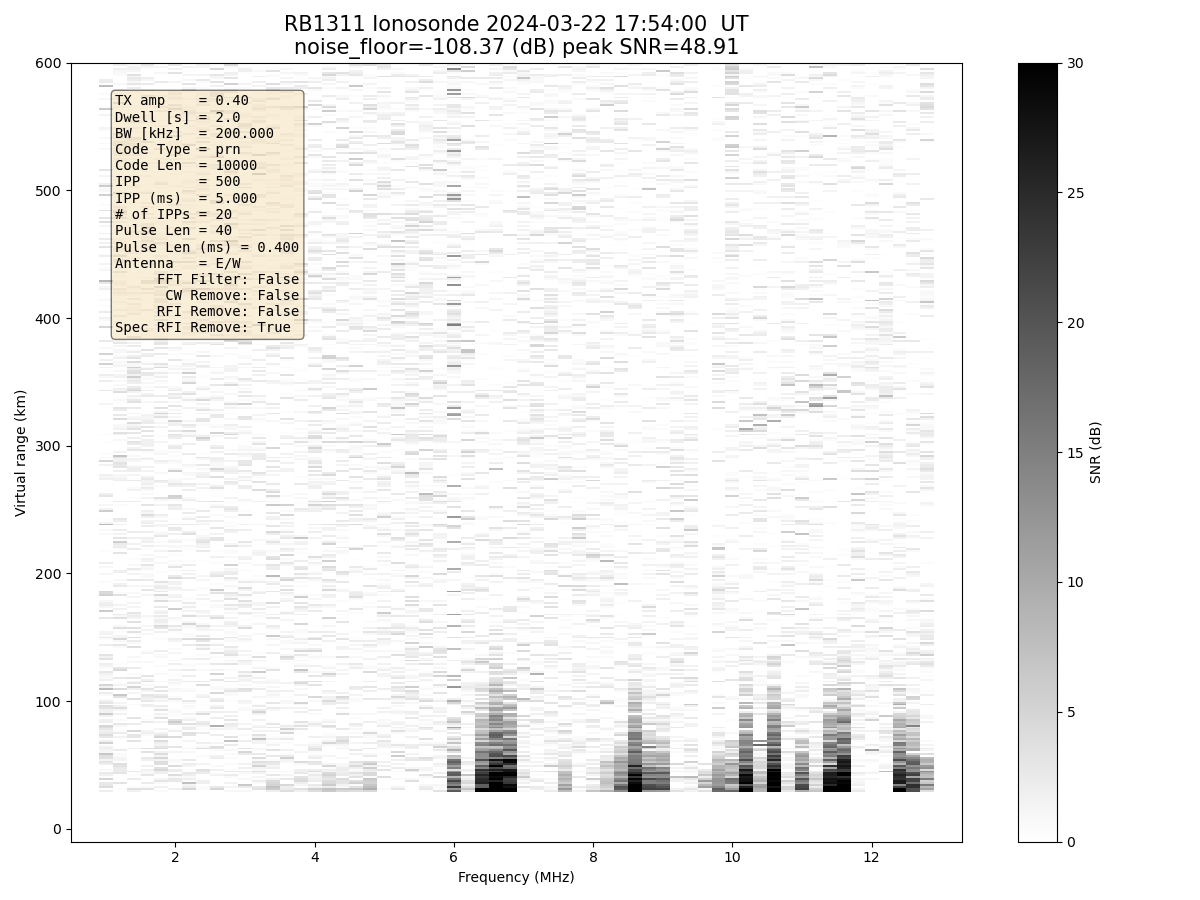 RB1311 Ionosonde 2024-03-22 17:54:00  UT
noise_floor=-108.37 (dB) peak SNR=48.91
TX amp    = 0.40
Dwell [s] = 2.0
BW [kHz]  = 200.000
Code Type = prn
Code Len  = 10000
IPP       = 500
IPP (ms)  = 5.000
# of IPPs = 20
Pulse Len = 40
Pulse Len (ms) = 0.400
Antenna   = E/W
FFT Filter: False
CW Remove: False
RFI Remove: False
Spec RFI Remove: True
Virtual range (km)
600
500
400
300
200
100
0
2
4
6
8
10
12
Frequency (MHz)
30
25
20
15
10
5
0
SNR (dB)